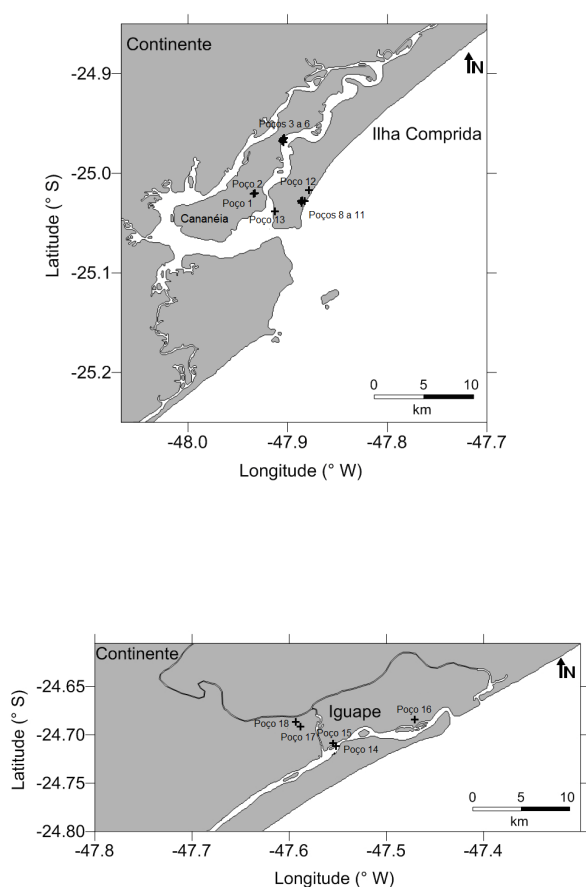 Continente
N
-24.9
Poços 3 a 6
Ilha Comprida
-25.0
Poço 2
Poço 12
Poço 1
Cananéia
Poço 13
Poços 8 a 11
Latitude (° S)
-25.1
-25.2
0 5 10
km
-48.0 -47.9 -47.8 -47.7
Longitude (° W)
Continente
N
-24.65
Iguape
Poço 16
Poço 18
Poço 17
Poço 15
Poço 14
-24.70
Latitude (° S)
-24.75
0 5 10
km
-24.80
-47.8 -47.7 -47.6 -47.5 -47.4
Longitude (° W)